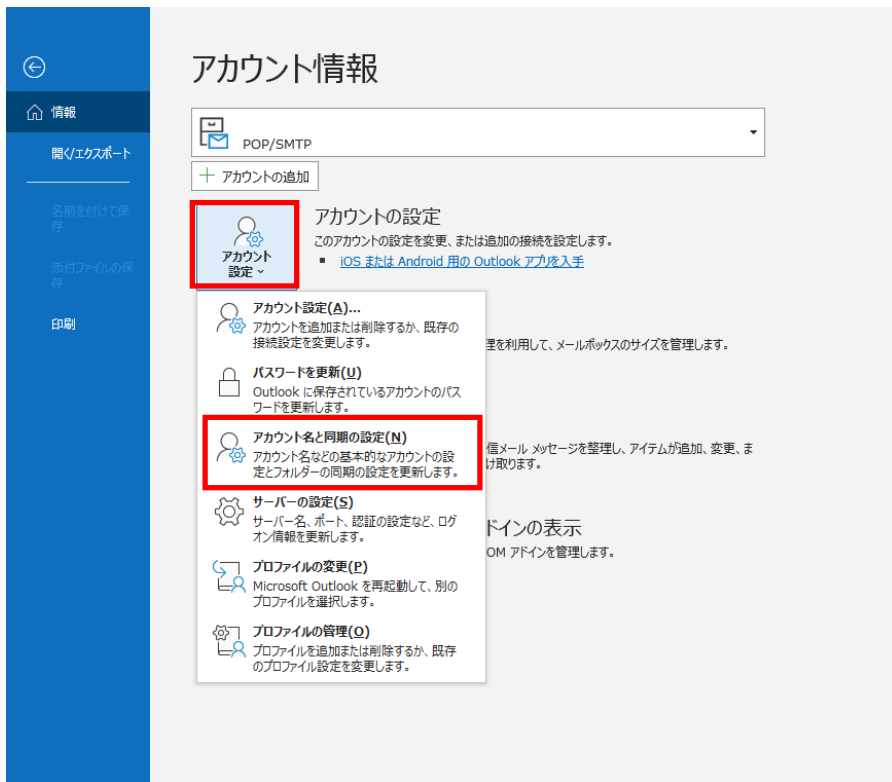 アカウント情報
情報
開く/エクスポート
名前を付けて保
存
添付ファイルの保
存
印刷
POP/SMTP
アカウントの追加
アカウント
設定
アカウントの設定
このアカウントの設定を変更、または追加の接続を設定します。
iOS または Android 用の Outlook アプリを入手
アカウント設定(A)...
アカウントを追加または削除するか、既存の
接続設定を変更します。
パスワードを更新(U)
Outlook に保存されているアカウントのパス
ワードを更新します。
アカウント名と同期の設定(N)
アカウント名などの基本的なアカウントの設
定とフォルダーの同期の設定を更新します。
サーバーの設定(S)
サーバー名、ポート、認証の設定など、ログ
オン情報を更新します。
プロファイルの変更(P)
Microsoft Outlook を再起動して、別の
プロファイルを選択します。
プロファイルの管理(O)
プロファイルを追加または削除するか、既存
のプロファイル設定を変更します。
理を利用して、メールボックスのサイズを管理します。
信メール メッセージを整理し、アイテムが追加、変更、ま
け取ります。
ドインの表示
OM アドインを管理します。